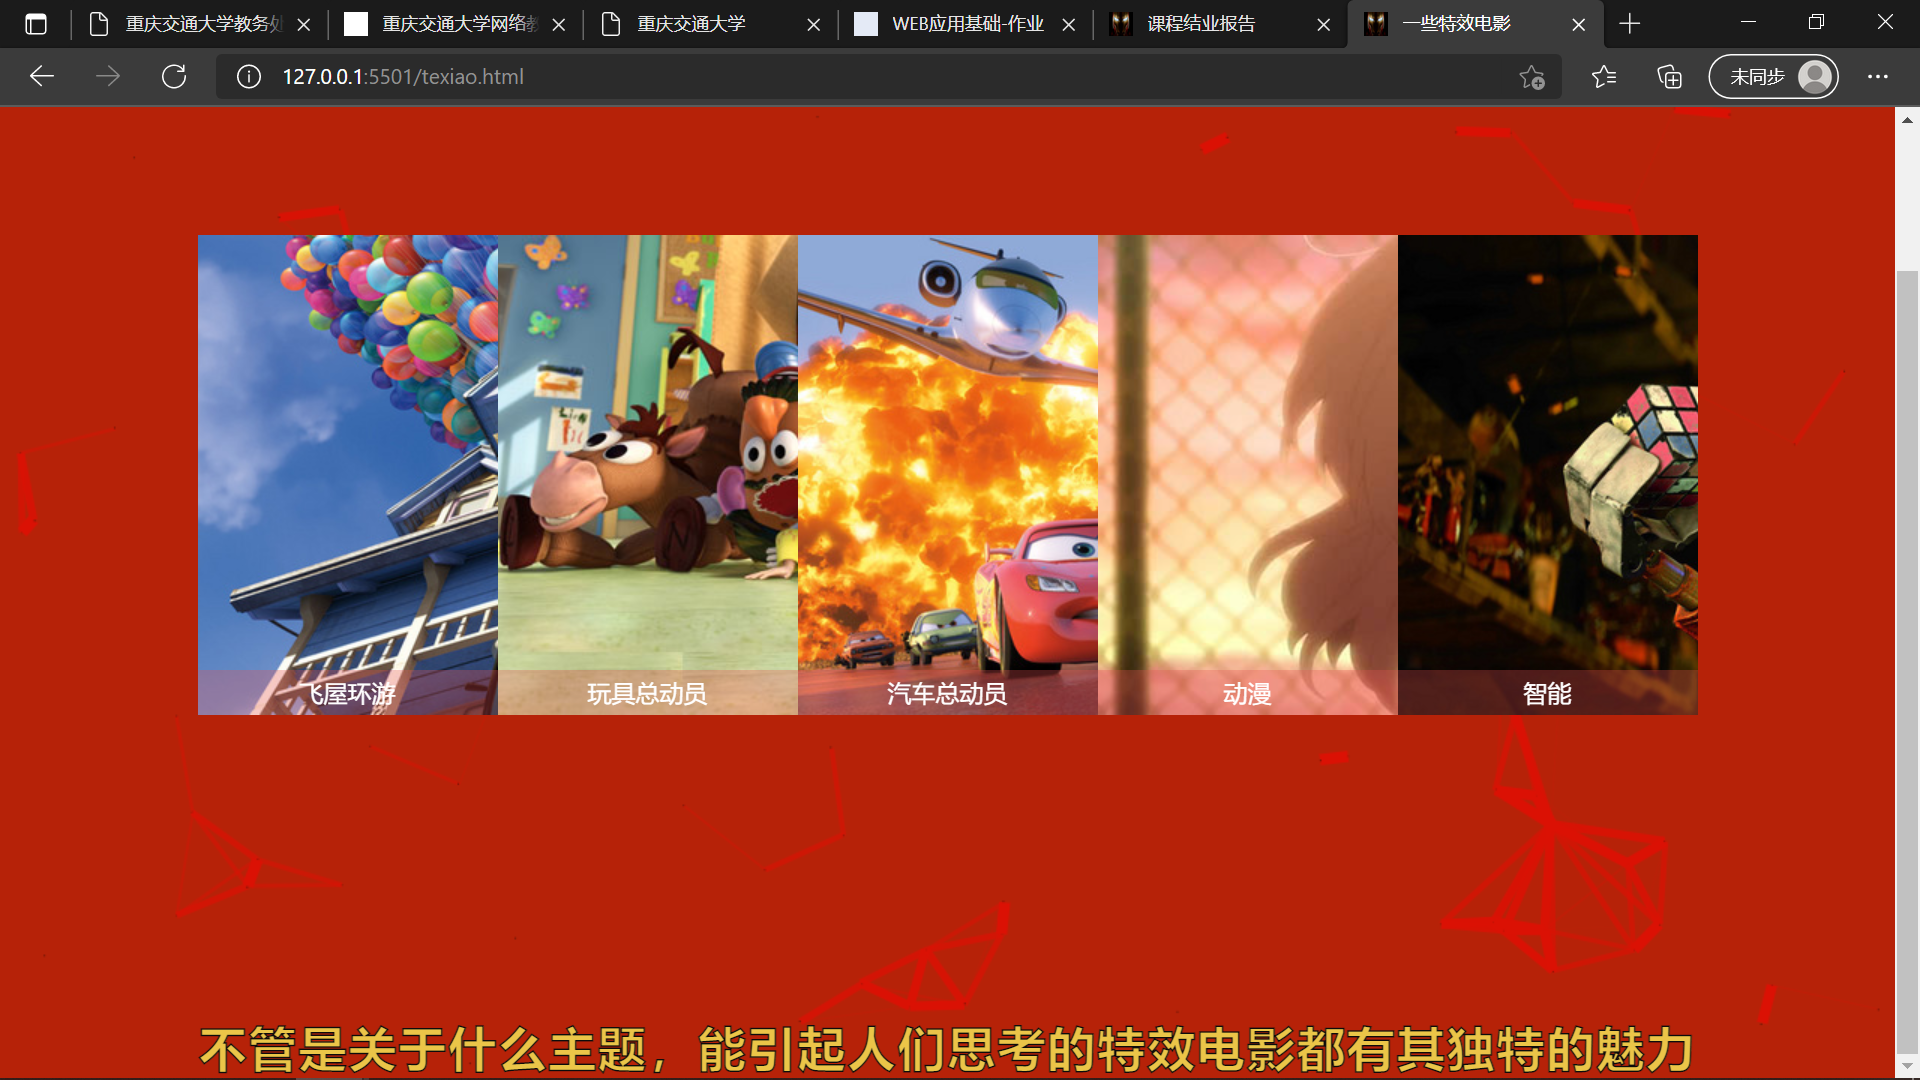 重庆交通大学教务处
重庆交通大学网络教
重庆交通大学
WEB应用基础-作业
课程结业报告
一些特效电影
127.0.0.1:5501/texiao.html
未同步
飞屋环游
玩具总动员
汽车总动员
动漫
智能
不管是关于什么主题，能引起人们思考的特效电影都有其独特的魅力